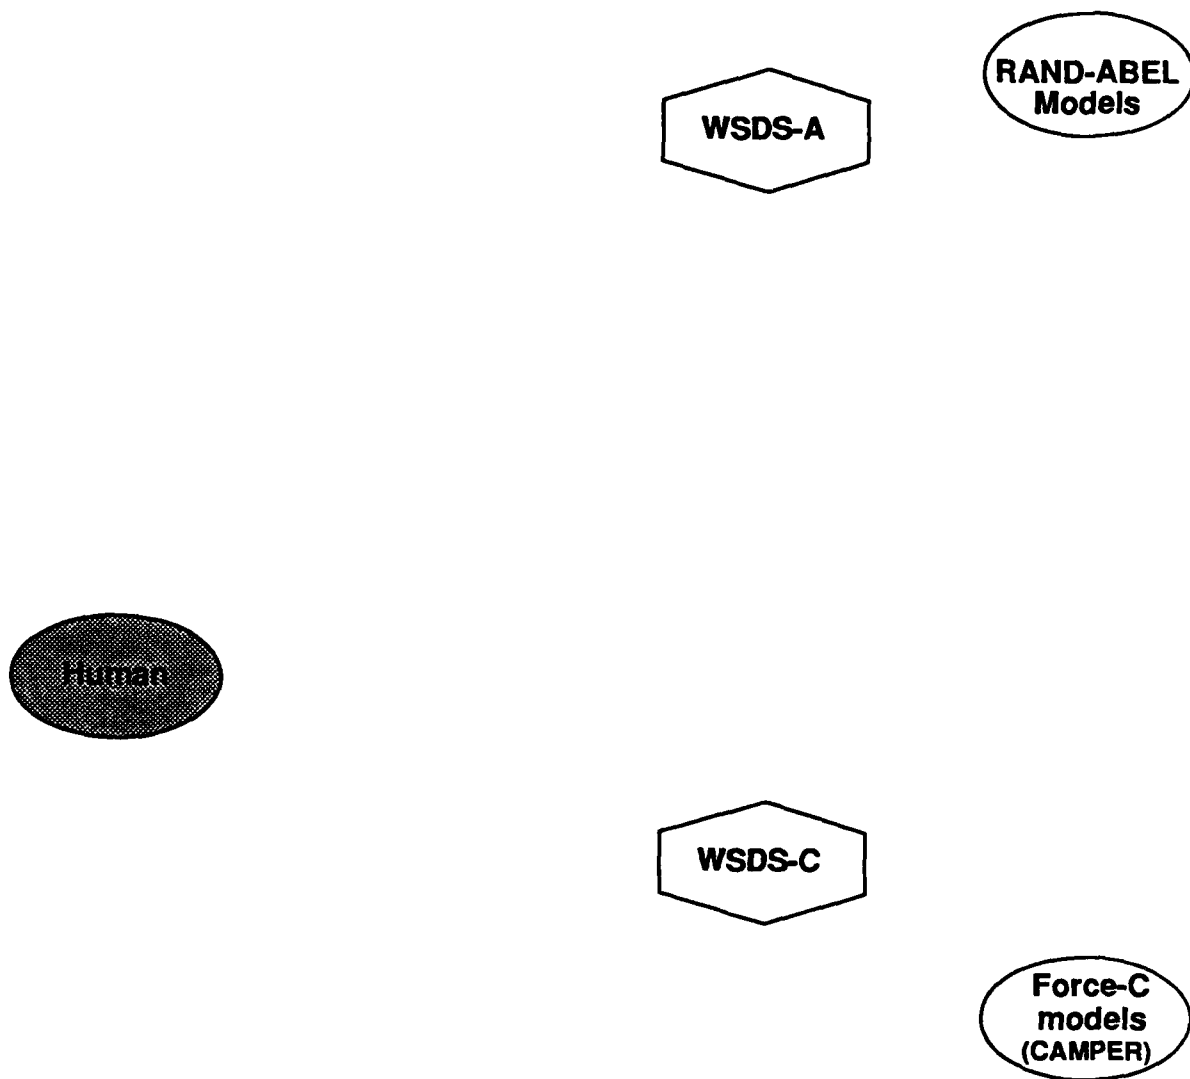 RAND-ABEL
Models
WSDS-A
Human
WSDS-C
Force-C
models
(CAMPER)